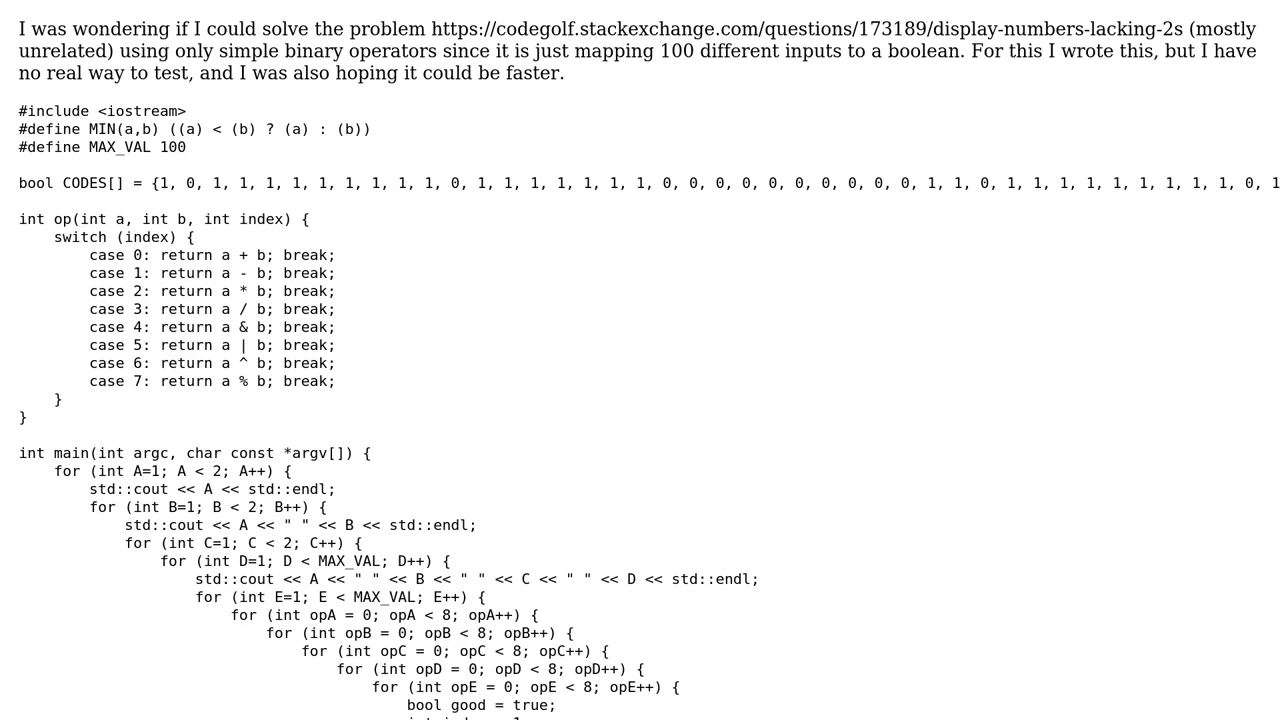 I was wondering if I could solve the problem https://codegolf.stackexchange.com/questions/173189/display-numbers-lacking-2s (mostly
unrelated) using only simple binary operators since it is just mapping 100 different inputs to a boolean. For this I wrote this, but I have
no real way to test, and I was also hoping it could be faster.
#include <iostream>
#define MIN(a,b) ((a) < (b) ? (a) : (b))
#define MAX_VAL 100
bool CODES[] = {1, 0, 1, 1, 1, 1, 1, 1, 1, 1, 1, 0, 1, 1, 1, 1, 1, 1, 1, 0, 0, 0, 0, 0, 0, 0, 0, 0, 0, 1, 1, 0, 1, 1, 1, 1, 1, 1, 1, 1, 1, 0, 1
int op(int a, int b, int index) {
    switch (index) {
        case 0: return a + b; break;
        case 1: return a - b; break;
        case 2: return a * b; break;
        case 3: return a / b; break;
        case 4: return a & b; break;
        case 5: return a | b; break;
        case 6: return a ^ b; break;
        case 7: return a % b; break;
    }
}
int main(int argc, char const *argv[]) {
    for (int A=1; A < 2; A++) {
        std::cout << A << std::endl;
        for (int B=1; B < 2; B++) {
            std::cout << A << " " << B << std::endl;
            for (int C=1; C < 2; C++) {
                for (int D=1; D < MAX_VAL; D++) {
                    std::cout << A << " " << B << " " << C << " " << D << std::endl;
                    for (int E=1; E < MAX_VAL; E++) {
                        for (int opA = 0; opA < 8; opA++) {
                            for (int opB = 0; opB < 8; opB++) {
                                for (int opC = 0; opC < 8; opC++) {
                                    for (int opD = 0; opD < 8; opD++) {
                                        for (int opE = 0; opE < 8; opE++) {
                                            bool good = true;